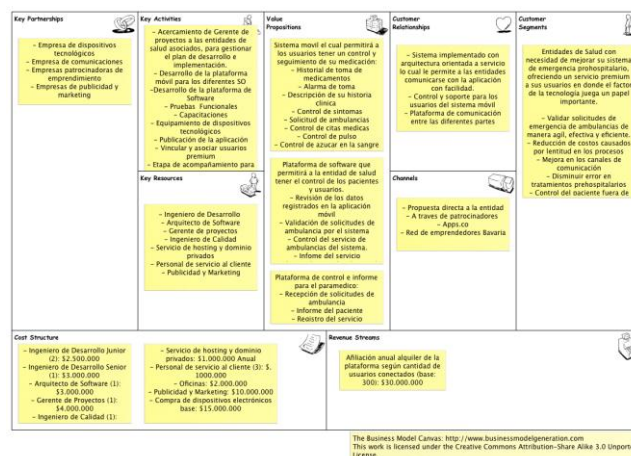 Key Partnerships
- Empresa de dispositivos
tecnológicos
- Empresa de comunicaciones
- Empresas patrocinadoras de
emprendimiento
- Empresas de publicidad y
marketing
Key Activities
- Acercamiento de Gerente de
proyectos a las entidades de
salud asociados, para gestionar
el plan de desarrollo e
implementación.
- Desarrollo de la plataforma
móvil para los diferentes SO
-Desarrollo de la plataforma de
Software
- Pruebas Funcionales
- Capacitaciones
- Equipamiento de dispositivos
tecnológicos
-Publicación de la aplicación
- Vincular y asociar usuarios
premium
- Etapa de acompañamiento para
Key Resources
- Ingeniero de Desarrollo
- Arquitecto de Software
- Gerente de proyectos
- Ingeniero de Calidad
- Servicio de hosting y dominio
privados
- Personal de servicio al cliente
- Publicidad y Marketing
Value
Propositions
Sistema movil el cual permitirá a
los usuarios tener un control y
seguimiento de su medicación:
- Historial de toma de
medicamentos
- Alarma de toma
- Descripción de su historia
clinica
- Control de sintomas
- Solicitud de ambulancias
- Control de citas medicas
- Control de pulso
- Control de azucar en la sangre
Plataforma de software que
permitirá a la entidad de salud
tener el control de los pacientes
y usuarios.
- Revisión de los datos
registrados en la aplicación
móvil
- Validación de solicitudes de
ambulancia por el sistema
- Control del servicio de
ambulancias del sistema.
- Infome del servicio
Plataforma de control e informe
para el paramedico:
- Recepción de solicitudes de
ambulancia
- Informe del paciente
- Registro del servicio
Customer
Relationships
- Sistema implementado con
arquitectura orientada a servicio
lo cual le permite a las entidades
comunicarse con la aplicación
con facilidad.
- Control y soporte para los
usuarios del sistema móvil
- Plataforma de comunicación
entre las diferentes partes
Channels
- Propuesta directa a la entidad
- A traves de patrocinadores
- Apps.co
- Red de emprendedores Bavaria
Customer
Segments
Entidades de Salud con
necesidad de mejorar su sistema
de emergencia prohospitalario,
ofreciendo un servicio premium
a sus usuarios en donde el factor
de la tecnología juega un papel
importante.
- Validar solicitudes de
emergencia de ambulancias de
manera agil, efectiva y eficiente.
- Reducción de costos causados
por lentitud en los procesos
- Mejora en los canales de
comunicación
- Disminuir error en
tratamientos prehospitalarios
- Control del paciente fuera de
Cost Structure
- Ingeniero de Desarrollo Junior
(2): $2.500.000
- Ingeniero de Desarrollo Senior
(1): $3.000.000
- Arquitecto de Software (1):
$3.000.000
- Gerente de Proyectos (1):
$4.000.000
- Ingeniero de Calidad (1):
- Servicio de hosting y dominio
privados: $1.000.000 Anual
- Personal de servicio al cliente (3): $.
1000.000
- Oficinas: $2.000.000
- Publicidad y Marketing: $10.000.000
- Compra de dispositivos electrónicos
base: $15.000.000
Revenue Streams
Afiliación anual alquiler de la
plataforma según cantidad de
usuarios conectados (base:
300): $30.000.000
The Business Model Canvas: http://www.businessmodelgeneration.com
This work is licensed under the Creative Commons Attribution-Share Alike 3.0 Unported
License.